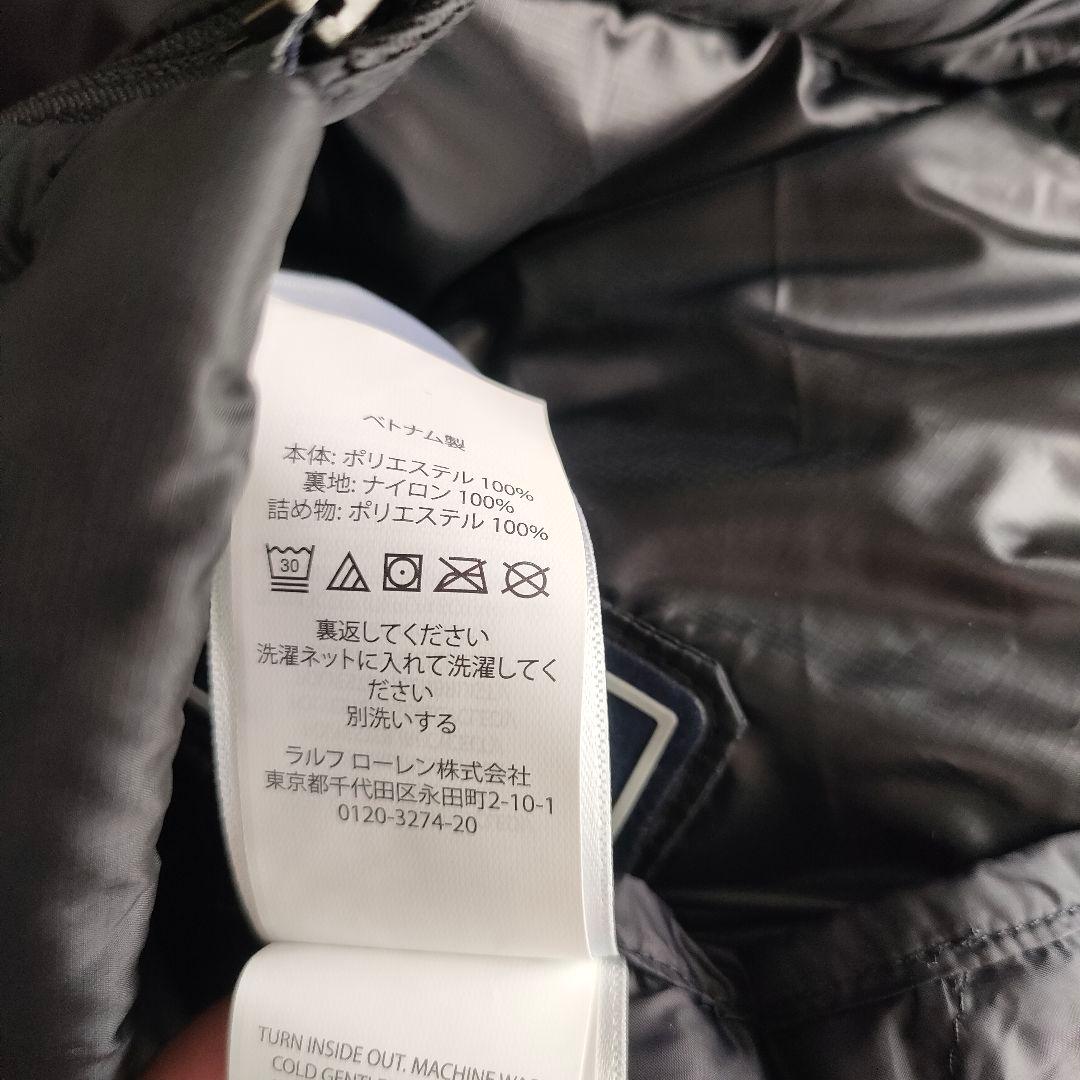 ベトナム製
本体: ポリエステル 100%
裏地: ナイロン 100%
詰め物: ポリエステル 100%
30
裏返してください
洗濯ネットに入れて洗濯してく
ださい
別洗いする
ラルフ ローレン株式会社
東京都千代田区永田町2-10-1
0120-3274-20
TURN INSIDE OUT. MACHINE
COLD